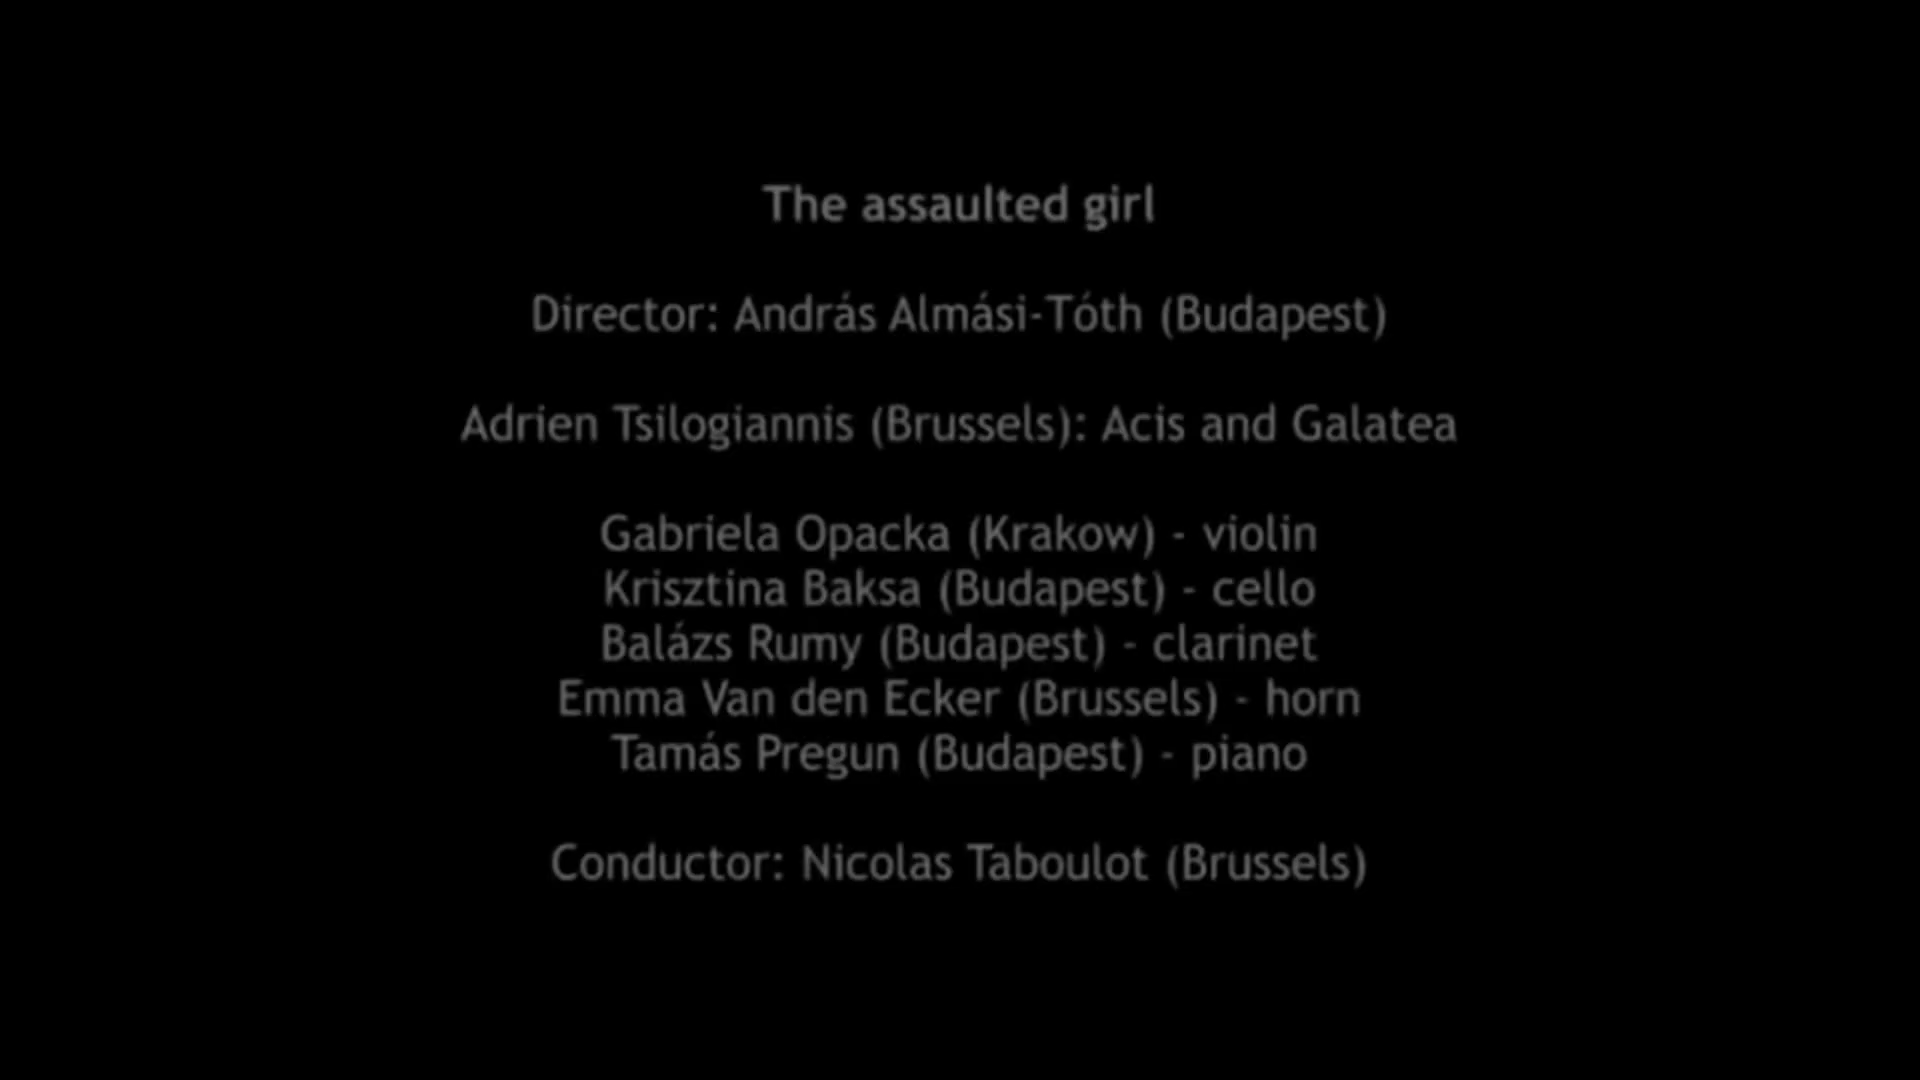 The assaulted girl
Director: András Almási-Tóth (Budapest)
Adrien Tsilogiannis (Brussels): Acis and Galatea
Gabriela Opacka (Krakow) - violin
Krisztina Baksa (Budapest) - cello
Balázs Rumy (Budapest) - clarinet
Emma Van den Ecker (Brussels) - horn
Tamás Pregun (Budapest) - piano
Conductor: Nicolas Taboulot (Brussels)